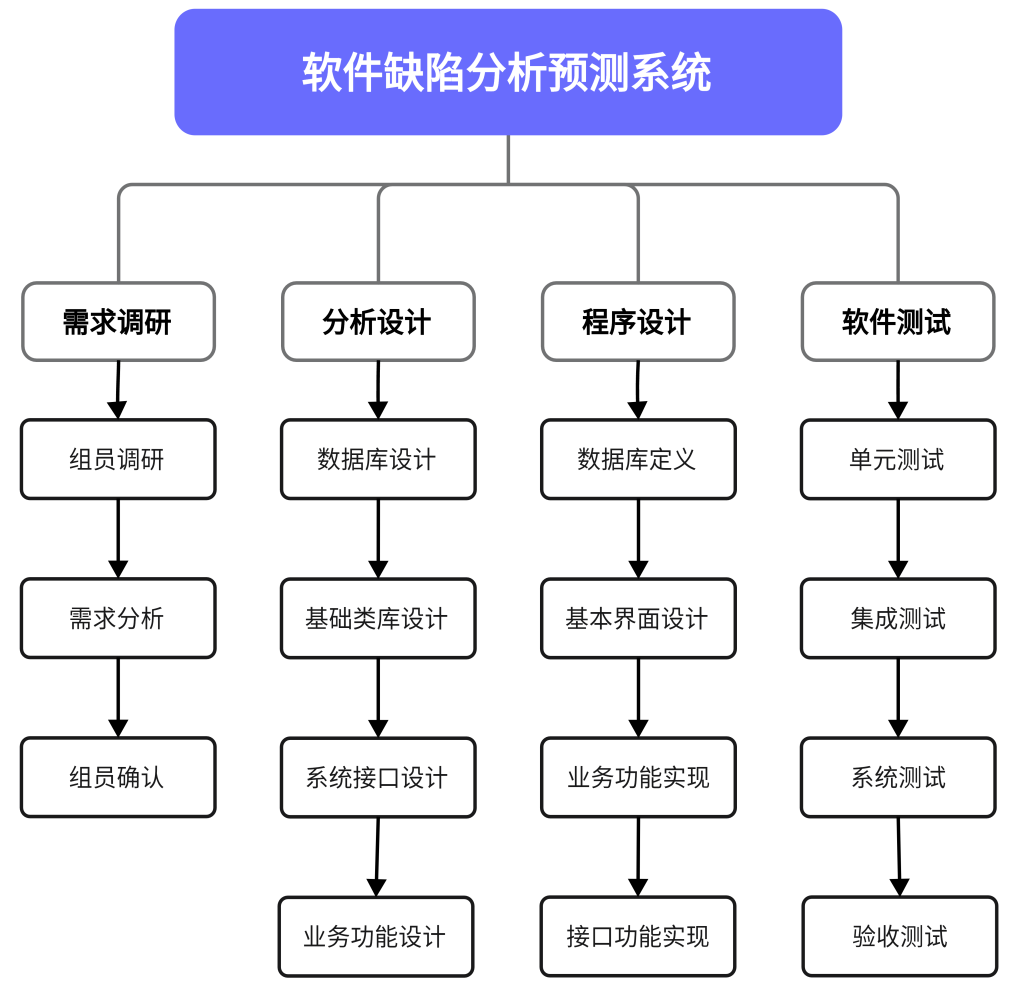 软件缺陷分析预测系统
需求调研
分析设计
程序设计
软件测试
组员调研
数据库设计
数据库定义
单元测试
需求分析
基础类库设计
基本界面设计
集成测试
组员确认
系统接口设计
业务功能实现
系统测试
业务功能设计
接口功能实现
验收测试